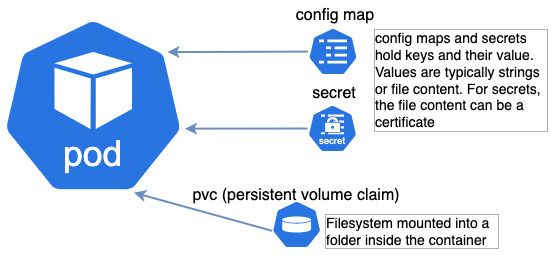 config map
config maps and secrets
hold keys and their value.
Values are typically strings
or file content. For secrets,
the file content can be a
certificate
secret
secret
pod
pvc (persistent volume claim)
Filesystem mounted into a
folder inside the container